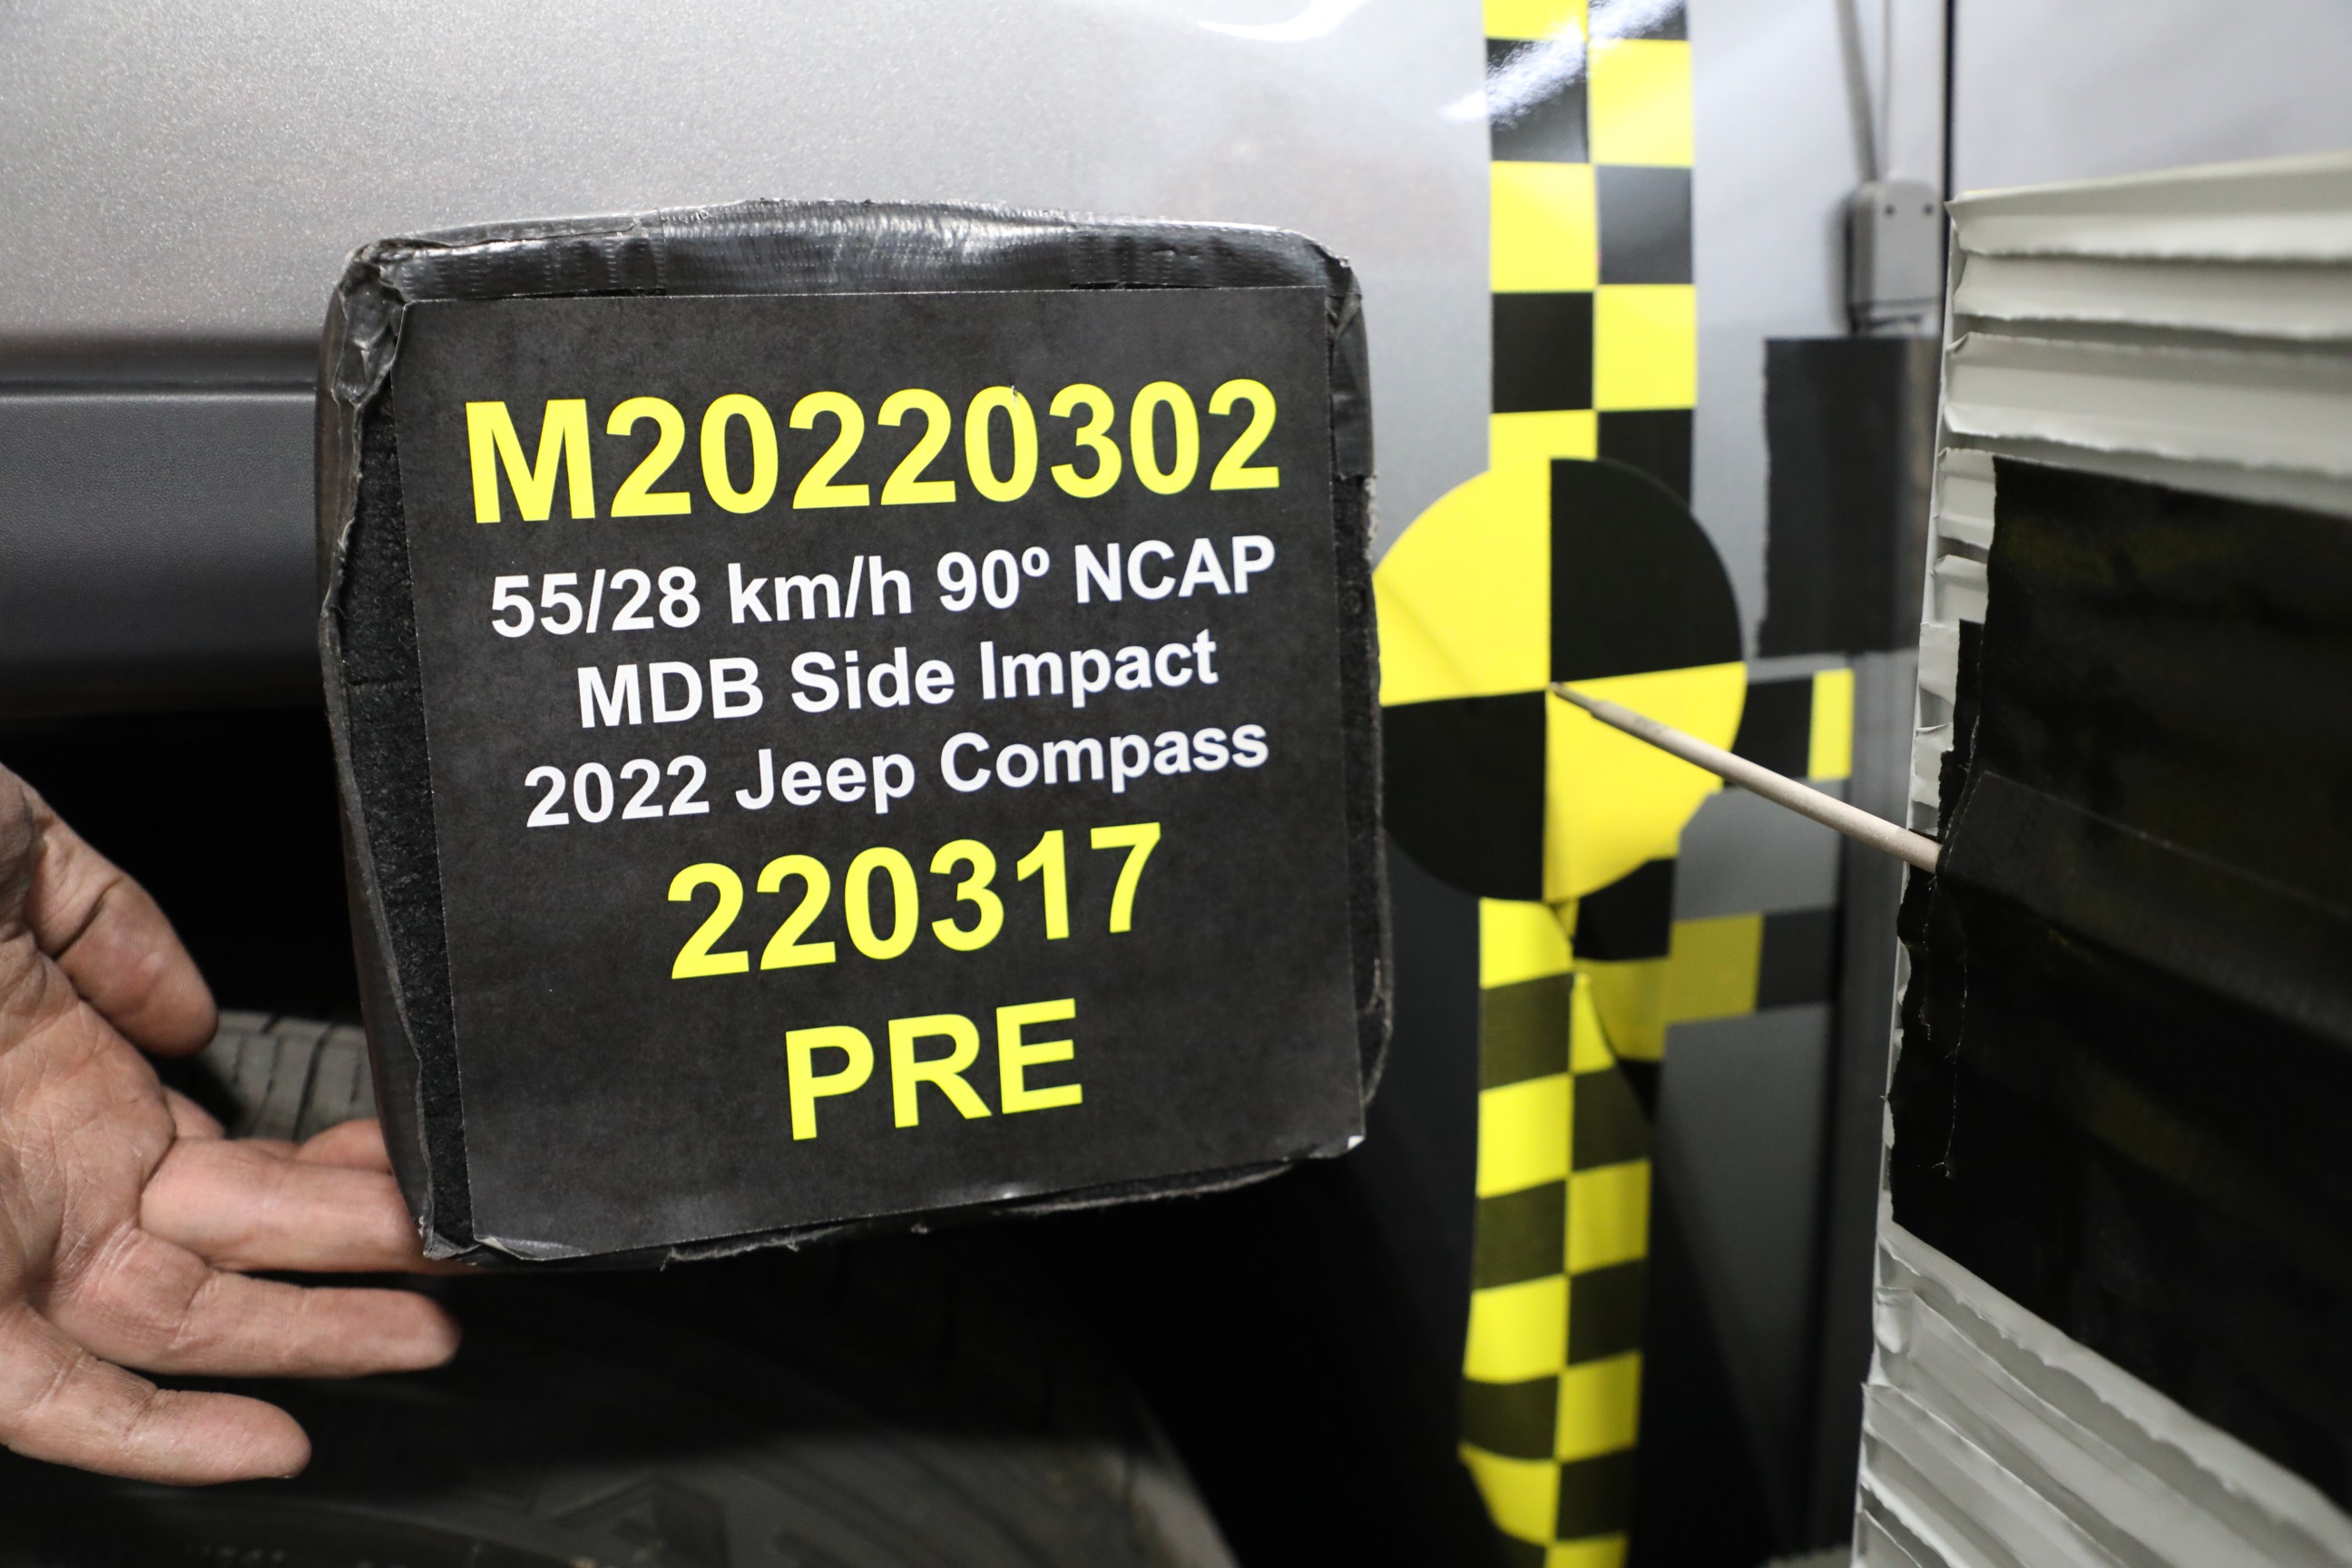 M20220302
55/28 km/h 90º NCAP
MDB Side Impact
2022 Jeep Compass
220317
PRE